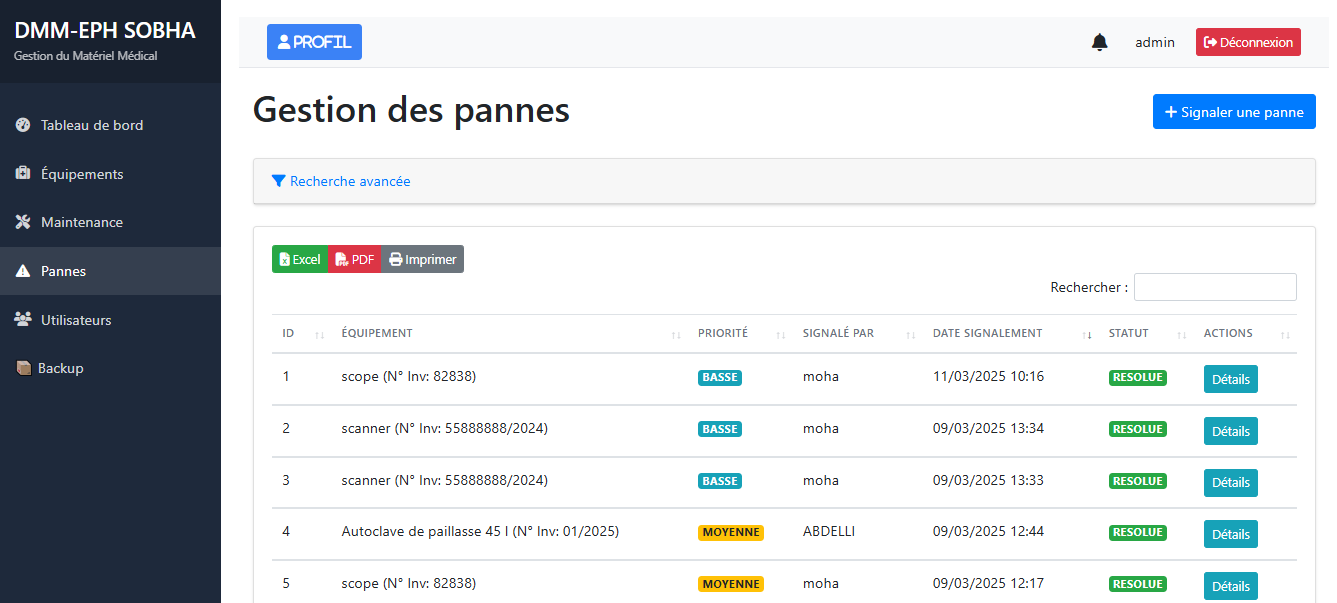 DMM-EPH SOBHA
Gestion du Matériel Médical
Tableau de bord
Équipements
Maintenance
Pannes
Utilisateurs
Backup
PROFIL
admin
Déconnexion
Gestion des pannes
Signaler une panne
Recherche avancée
Excel PDF Imprimer
Rechercher :
ID ÉQUIPEMENT PRIORITÉ SIGNALÉ PAR DATE SIGNALEMENT STATUT ACTIONS
1 scope (N° Inv: 82838) BASSE moha 11/03/2025 10:16 RESOLUE Détails
2 scanner (N° Inv: 55888888/2024) BASSE moha 09/03/2025 13:34 RESOLUE Détails
3 scanner (N° Inv: 55888888/2024) BASSE moha 09/03/2025 13:33 RESOLUE Détails
4 Autoclave de paillasse 45 l (N° Inv: 01/2025) MOYENNE ABDELLI 09/03/2025 12:44 RESOLUE Détails
5 scope (N° Inv: 82838) MOYENNE moha 09/03/2025 12:17 RESOLUE Détails